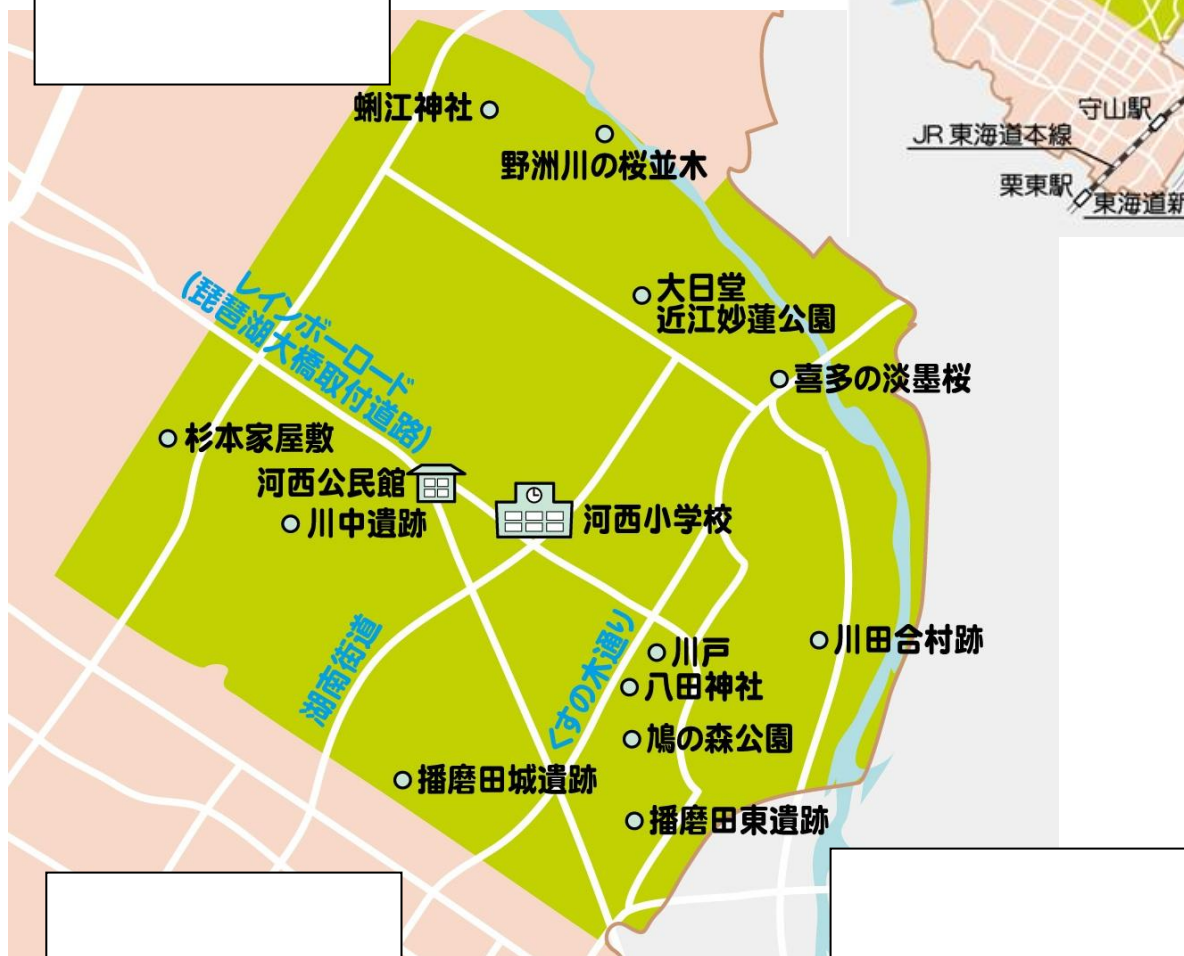 守山駅
JR東海道本線
栗東駅
東海道新
蜊江神社
野洲川の桜並木
大日堂
近江妙蓮公園
喜多の淡墨桜
レインボーロード
(琵琶湖大橋取付道路)
杉本家屋敷
河西公民館
川中遺跡
河西小学校
湖南街道
くすの木通り
川戸
八田神社
川田合村跡
鳩の森公園
播磨田城遺跡
播磨田東遺跡